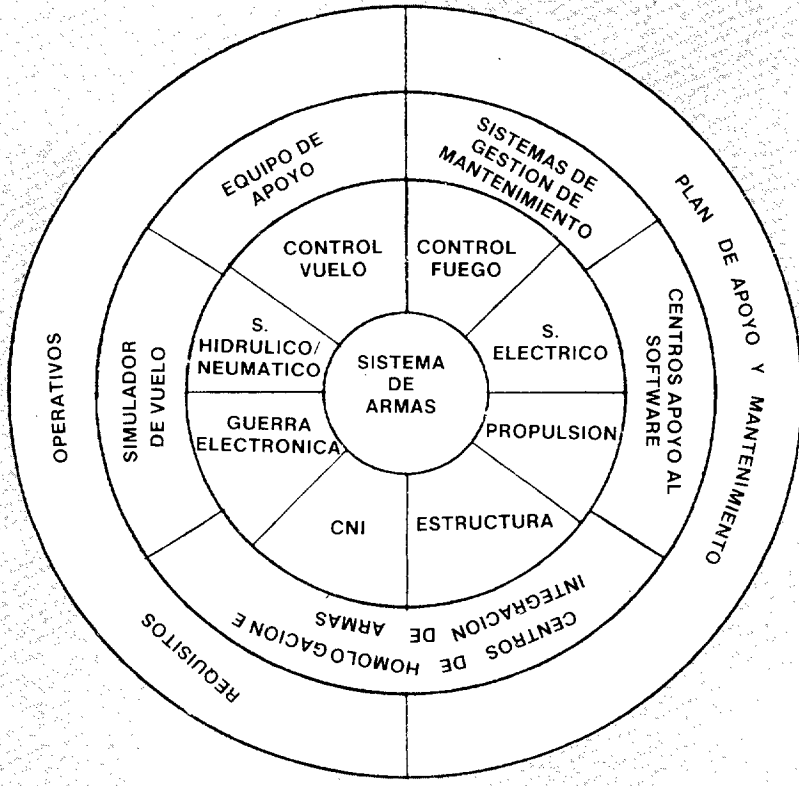 SISTEMA
DE
ARMAS
CONTROL
VUELO
CONTROL
FUEGO
S.
ELECTRICO
PROPULSION
ESTRUCTURA
CNI
GUERRA
ELECTRONICA
S.
HIDRULICO/
NEUMATICO
EQUIPO DE
APOYO
SISTEMAS DE
GESTION DE
MANTENIMIENTO
CENTROS APOYO AL
SOFTWARE
CENTROS DE HOMOLOGACION E
INTEGRACION DE ARMAS
SIMULADOR
DE VUELO
REQUISITOS OPERATIVOS
PLAN DE APOYO Y MANTENIMIENTO